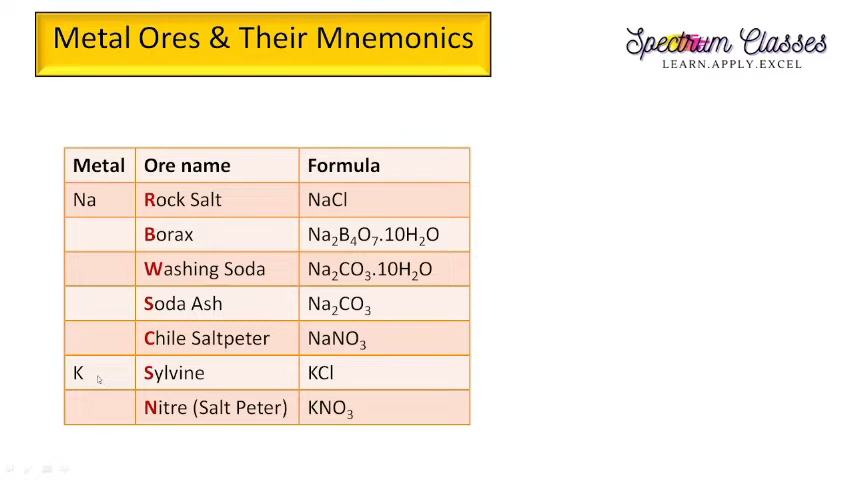 Metal Ores & Their Mnemonics
Spectrum Classes
LEARN.APPLY.EXCEL
Metal Ore name Formula
Na Rock Salt NaCl
Borax Na₂B₄O₇.10H₂O
Washing Soda Na₂CO₃.10H₂O
Soda Ash Na₂CO₃
Chile Saltpeter NaNO₃
K Sylvine KCl
Nitre (Salt Peter) KNO₃